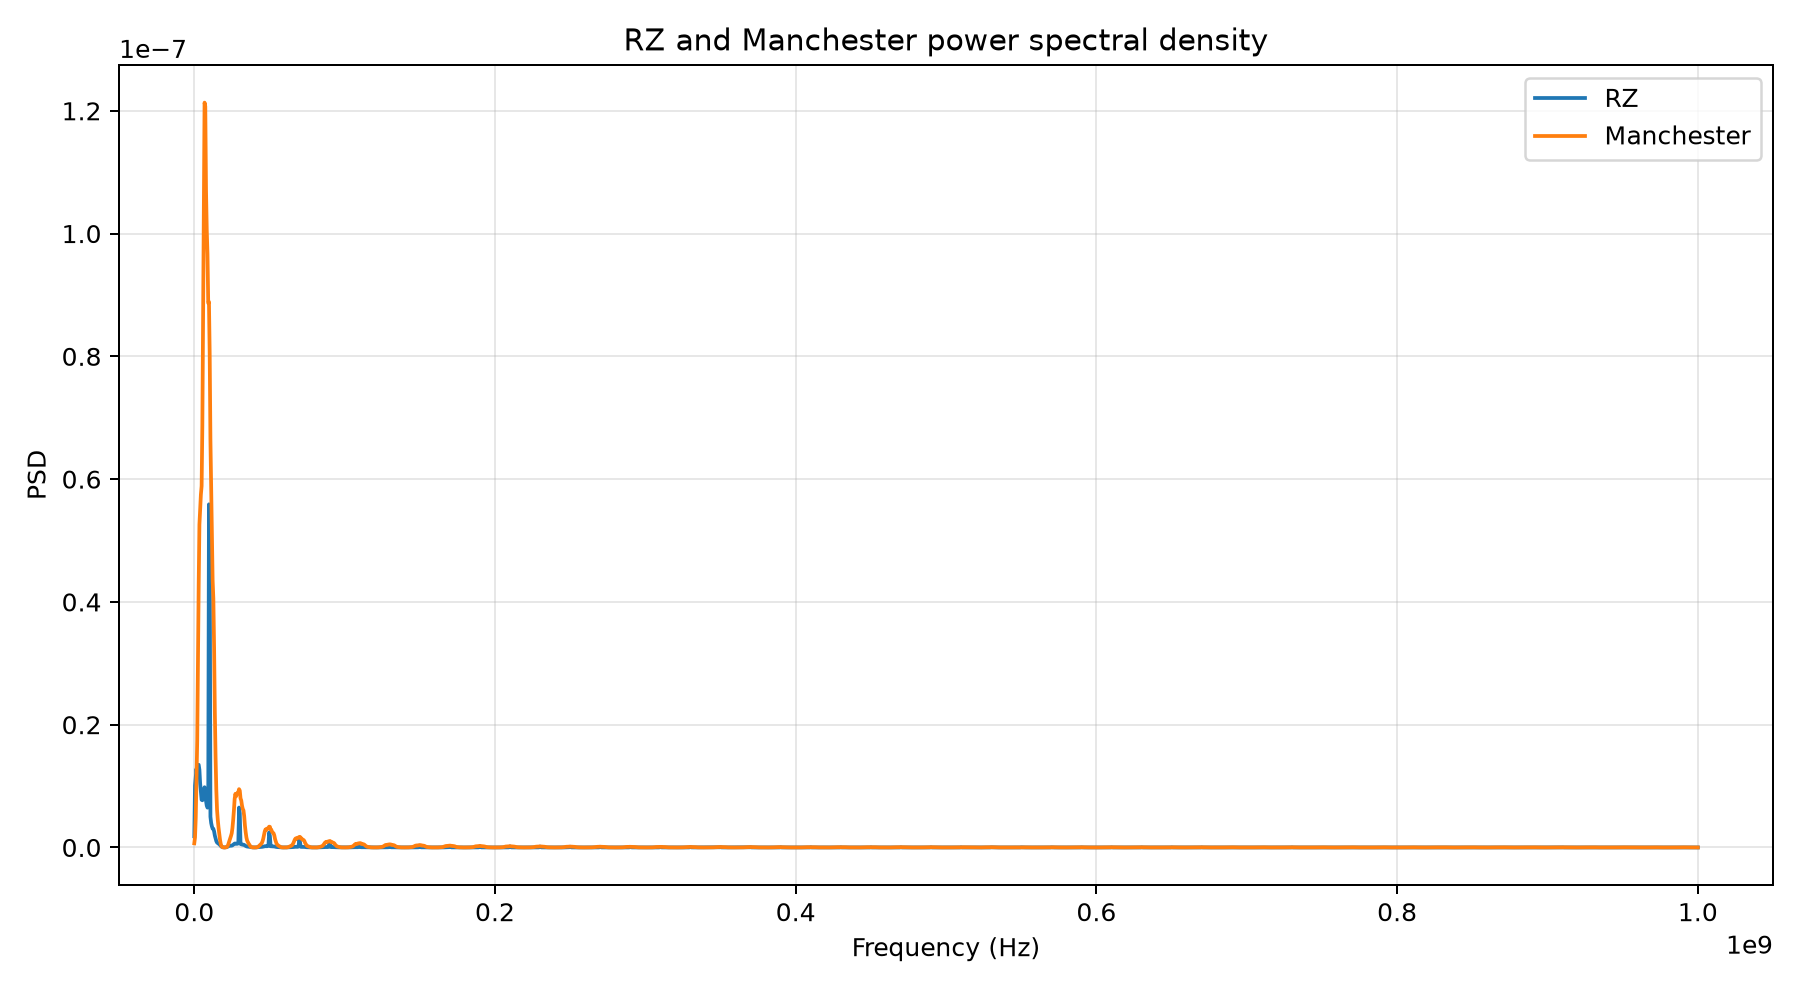 RZ and Manchester power spectral density
1e−7
RZ
Manchester
1.2
1.0
0.8
0.6
0.4
0.2
0.0
PSD
0.0 0.2 0.4 0.6 0.8 1.0
Frequency (Hz)
1e9